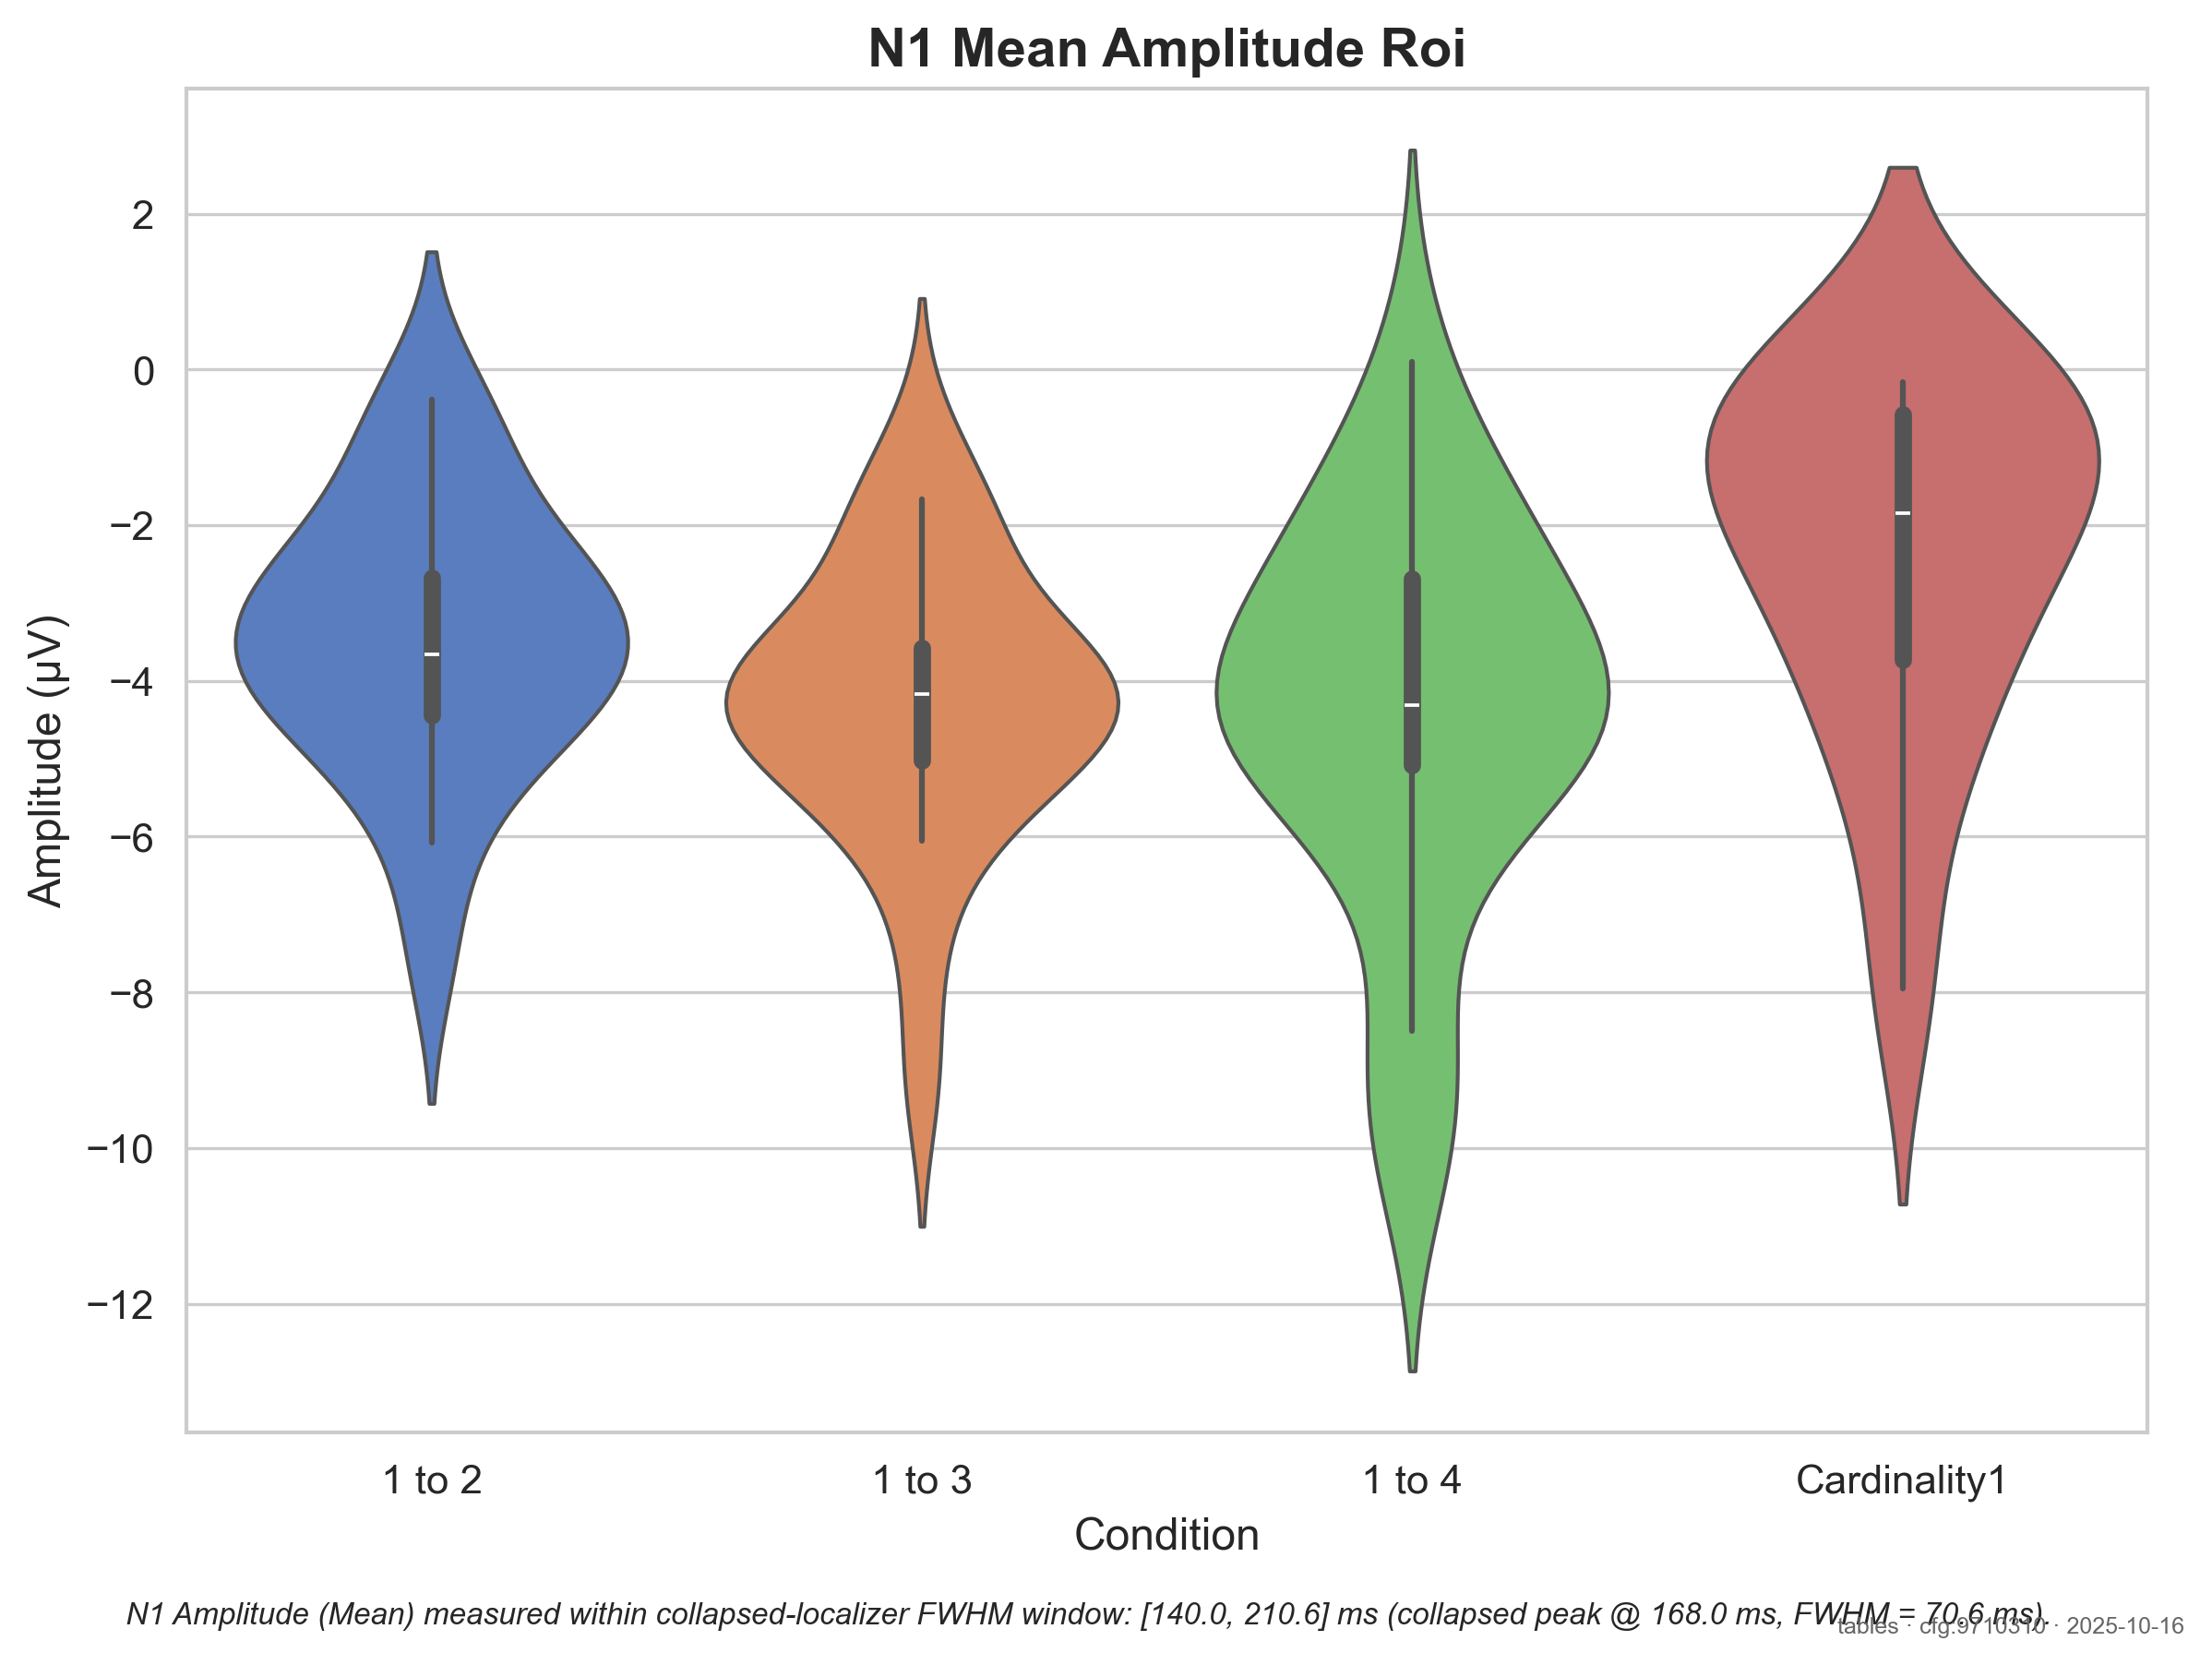 N1 Mean Amplitude Roi
2
0
−2
−4
−6
−8
−10
−12
Amplitude (μV)
1 to 2 1 to 3 1 to 4 Cardinality1
Condition
N1 Amplitude (Mean) measured within collapsed-localizer FWHM window: [140.0, 210.6] ms (collapsed peak @ 168.0 ms, FWHM = 70.6 ms).
tables · cfg:9710310 · 2025-10-16